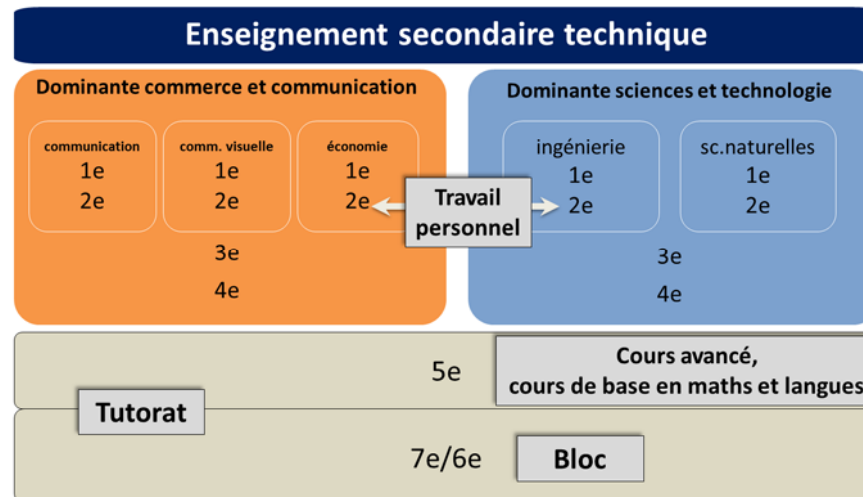 Enseignement secondaire technique
Dominante commerce et communication
communication
1e
2e
comm. visuelle
1e
2e
économie
1e
2e
3e
4e
Travail
personnel
Dominante sciences et technologie
ingénierie
1e
2e
sc.naturelles
1e
2e
3e
4e
5e
Cours avancé,
cours de base en maths et langues
Tutorat
7e/6e
Bloc